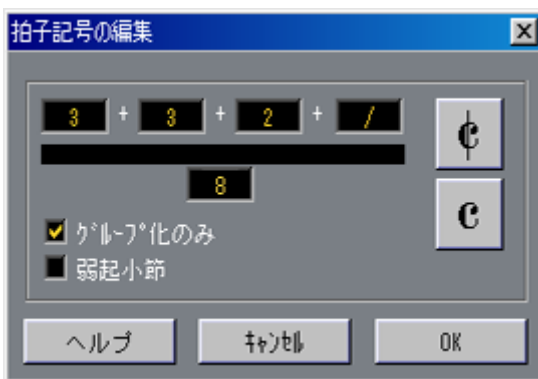 拍子記号の編集
3 + 3 + 2 + /
8
¢
c
グループ化のみ
弱起小節
ヘルプ
キャンセル
OK